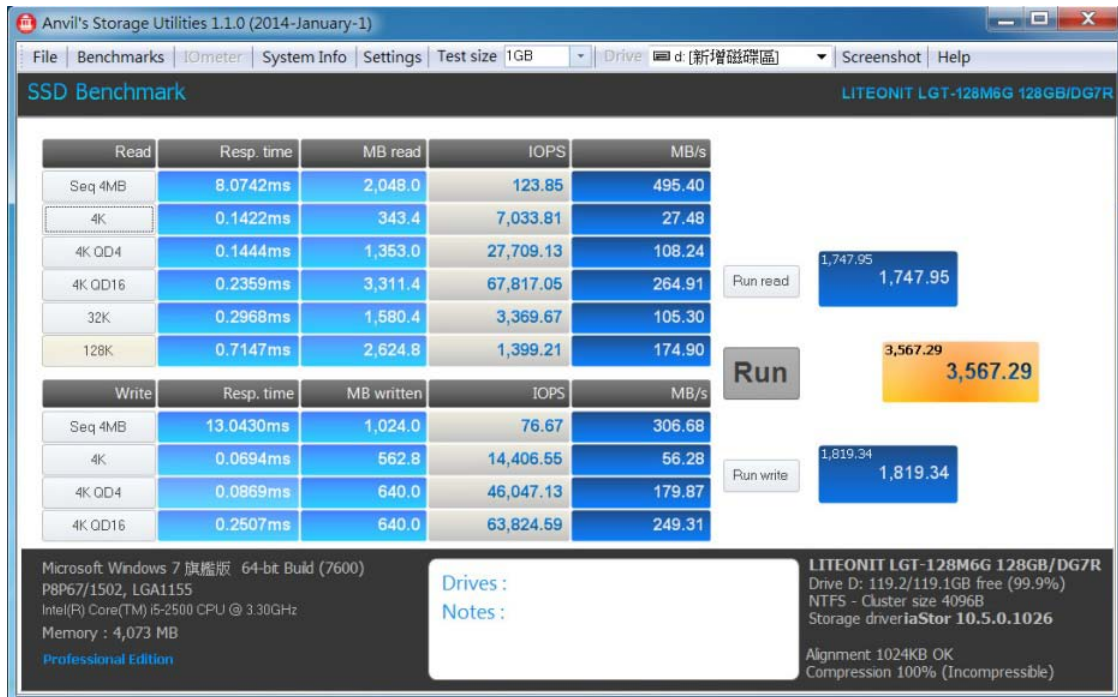 Anvil's Storage Utilities 1.1.0 (2014-January-1)
File Benchmarks IOmeter System Info Settings Test size 1GB Drive d: [新增磁碟區] Screenshot Help
SSD Benchmark LITEONIT LGT-128M6G 128GB/DG7R
Read Resp. time MB read IOPS MB/s
Seq 4MB 8.0742ms 2,048.0 123.85 495.40
4K 0.1422ms 343.4 7,033.81 27.48
4K QD4 0.1444ms 1,353.0 27,709.13 108.24
4K QD16 0.2359ms 3,311.4 67,817.05 264.91
32K 0.2968ms 1,580.4 3,369.67 105.30
128K 0.7147ms 2,624.8 1,399.21 174.90
Run read
1,747.95
1,747.95
Run
3,567.29
3,567.29
Write Resp. time MB written IOPS MB/s
Seq 4MB 13.0430ms 1,024.0 76.67 306.68
4K 0.0694ms 562.8 14,406.55 56.28
4K QD4 0.0869ms 640.0 46,047.13 179.87
4K QD16 0.2507ms 640.0 63,824.59 249.31
Run write
1,819.34
1,819.34
Microsoft Windows 7 旗艦版 64-bit Build (7600)
P8P67/1502, LGA1155
Intel(R) Core(TM) i5-2500 CPU @ 3.30GHz
Memory : 4,073 MB
Professional Edition
Drives :
Notes :
LITEONIT LGT-128M6G 128GB/DG7R
Drive D: 119.2/119.1GB free (99.9%)
NTFS - Cluster size 4096B
Storage driveriaStor 10.5.0.1026
Alignment 1024KB OK
Compression 100% (Incompressible)